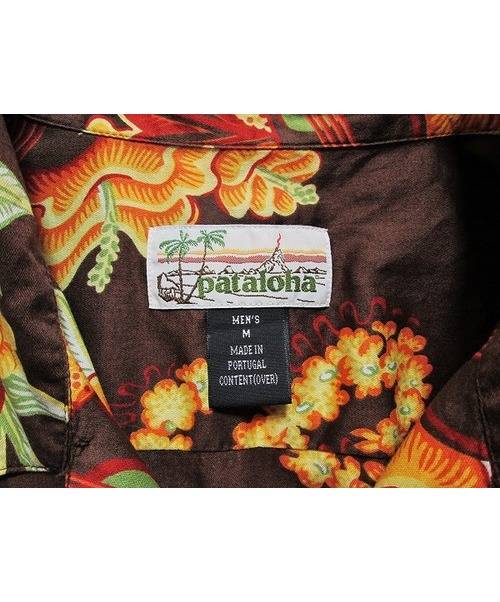 pataloha
MEN'S
M
MADE IN
PORTUGAL
CONTENT(OVER)